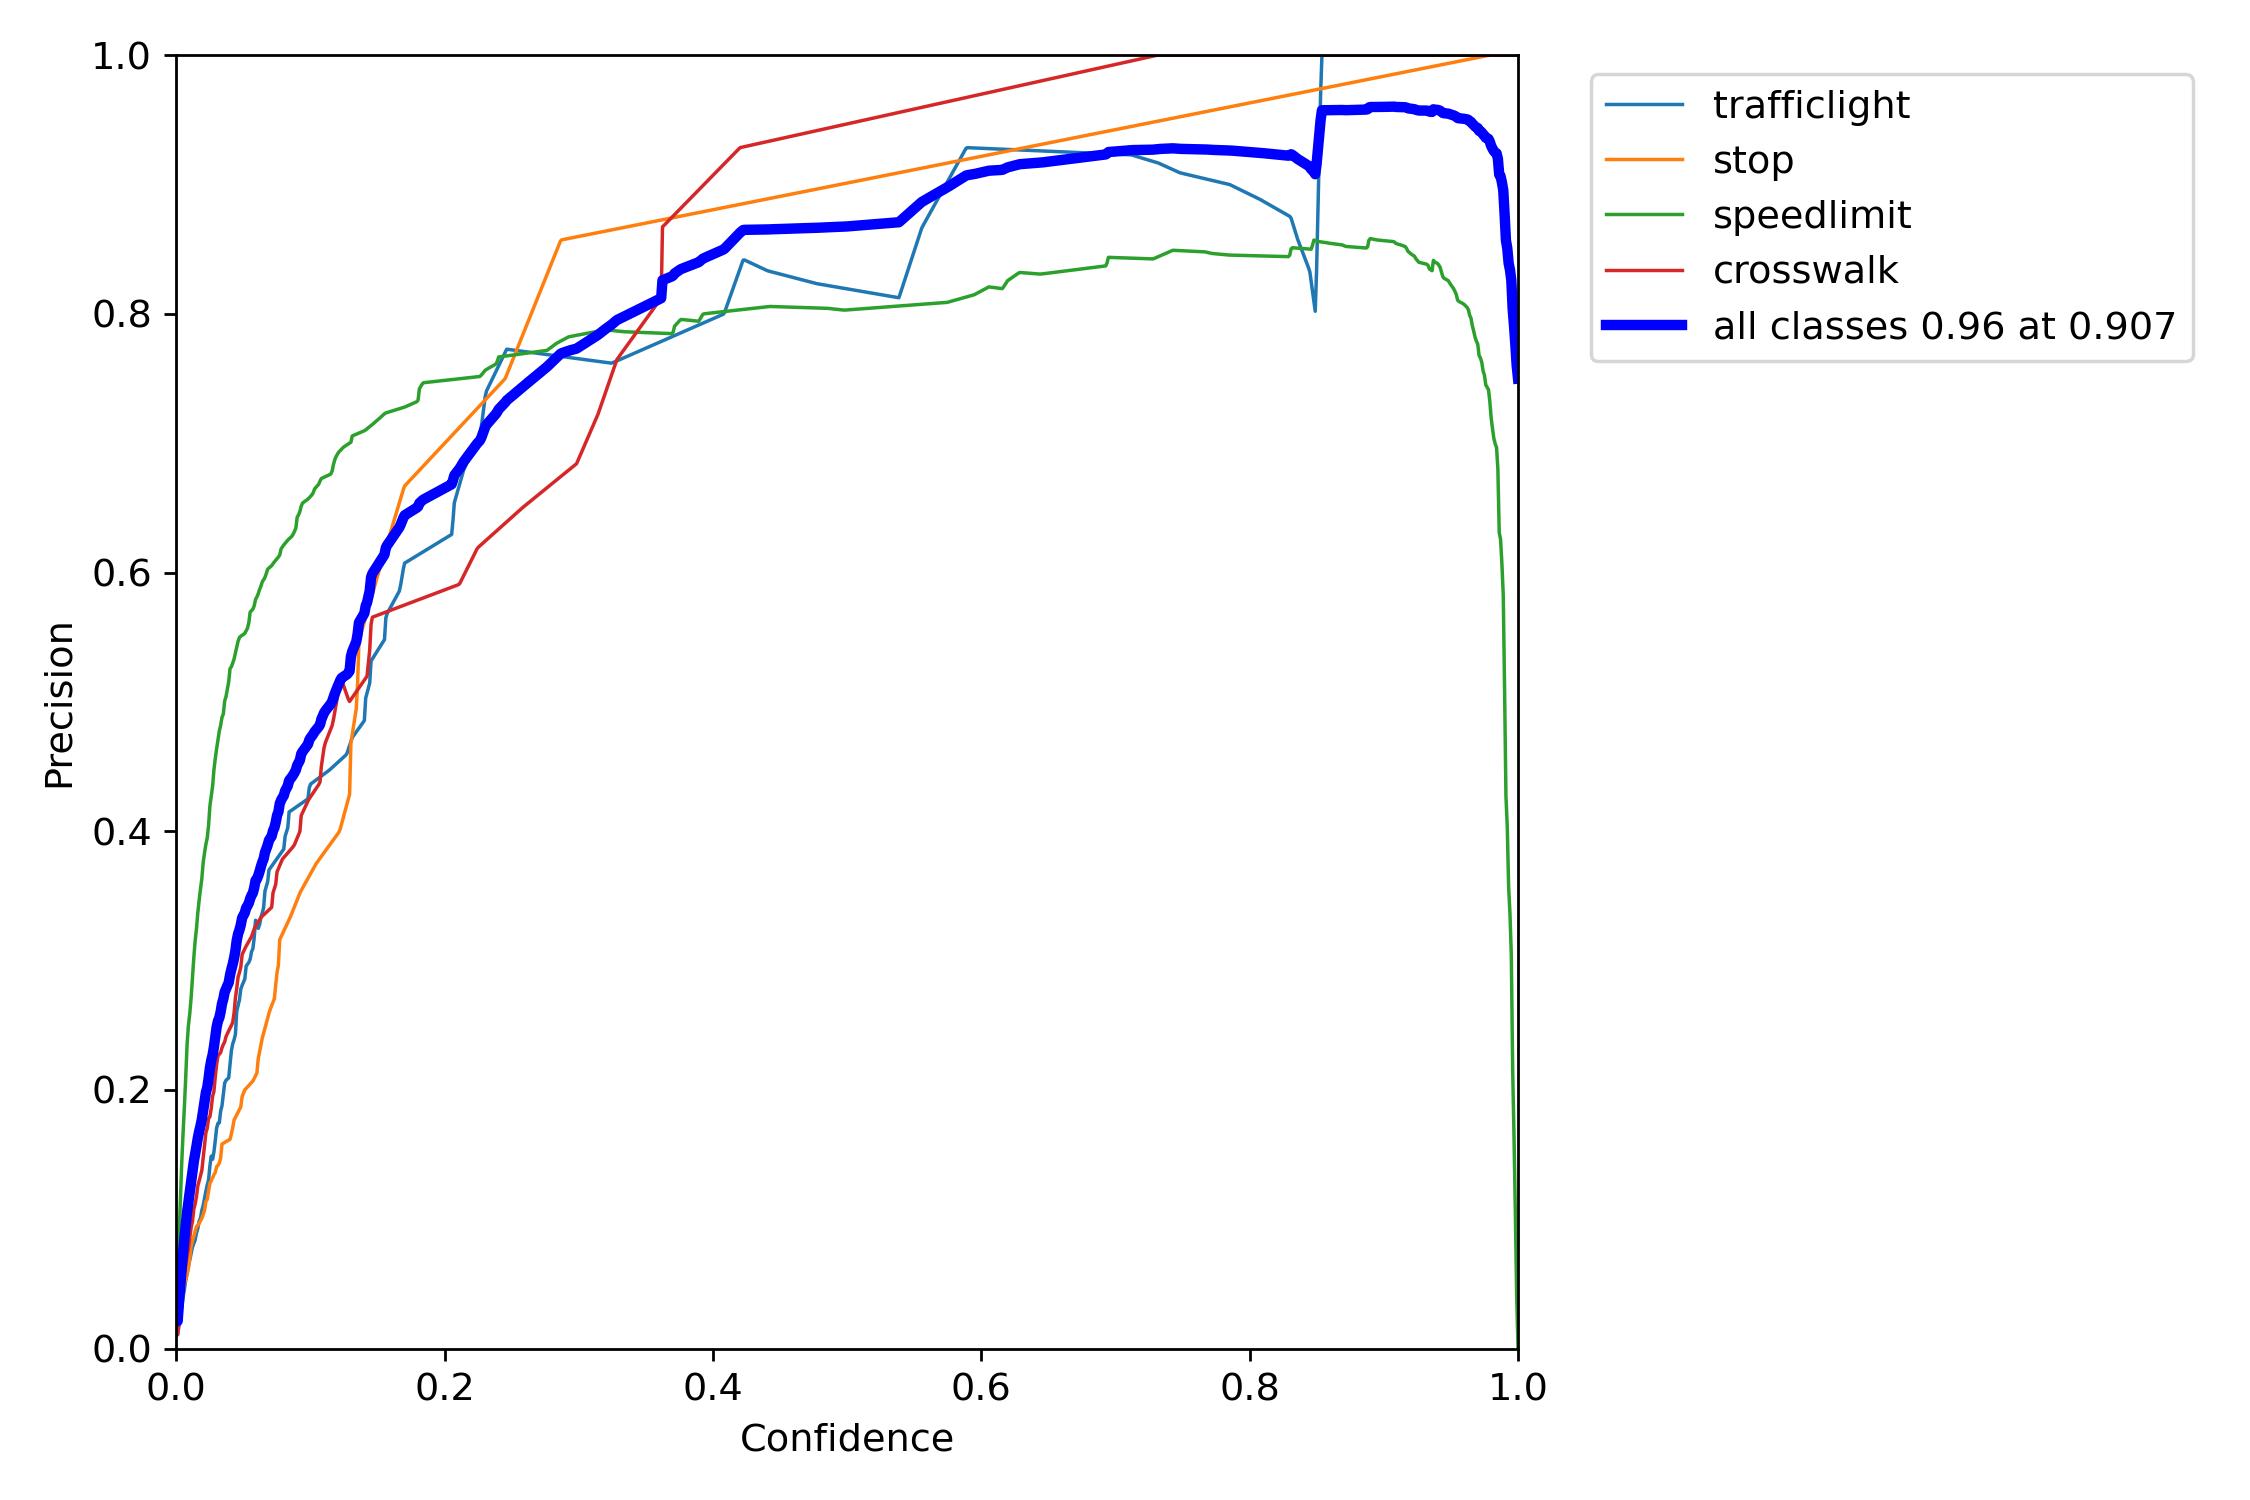 1.0
0.8
0.6
0.4
0.2
0.0
0.0 0.2 0.4 0.6 0.8 1.0
Precision
Confidence
trafficlight
stop
speedlimit
crosswalk
all classes 0.96 at 0.907